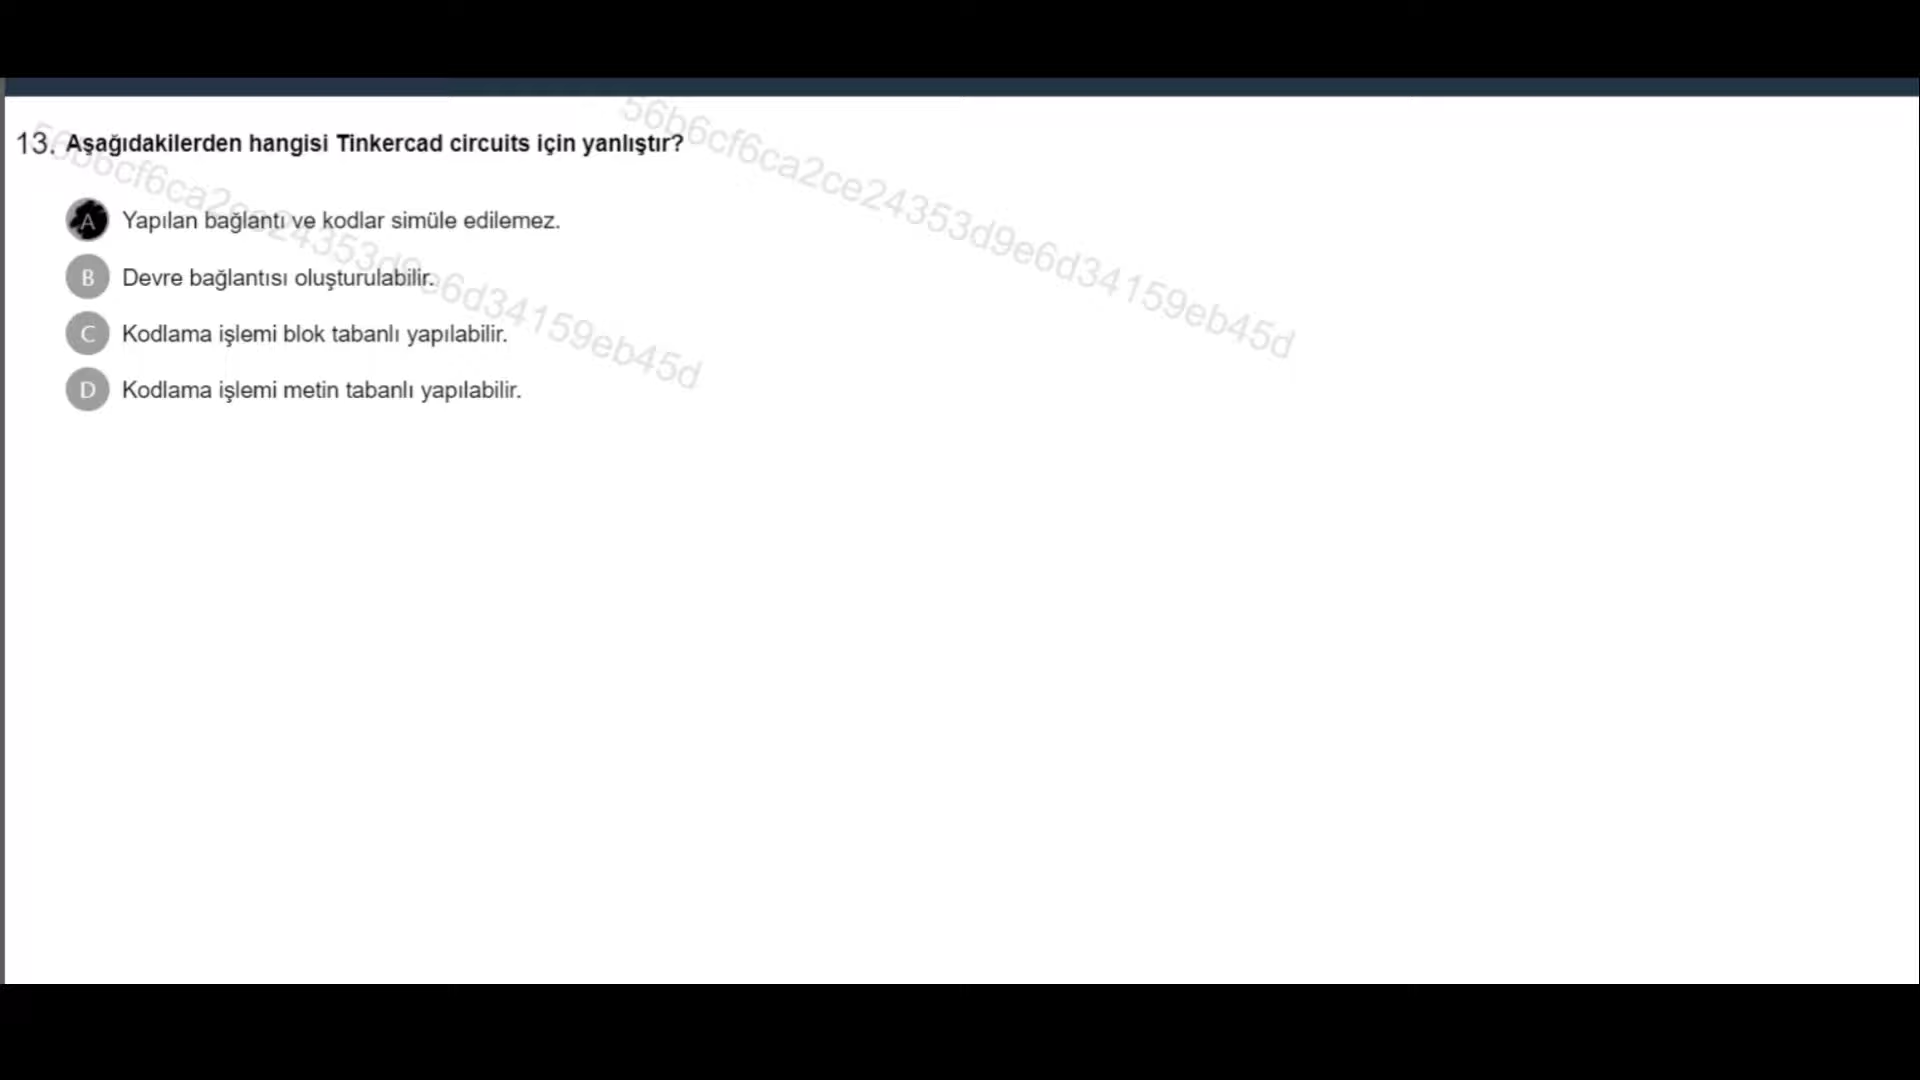 13. Aşağıdakilerden hangisi Tinkercad circuits için yanlıştır?
A Yapılan bağlantı ve kodlar simüle edilemez.
B Devre bağlantısı oluşturulabilir.
C Kodlama işlemi blok tabanlı yapılabilir.
D Kodlama işlemi metin tabanlı yapılabilir.
56b6cf6ca2ce24353d9e6d34159eb45d
56b6cf6ca2ce24353d9e6d34159eb45d